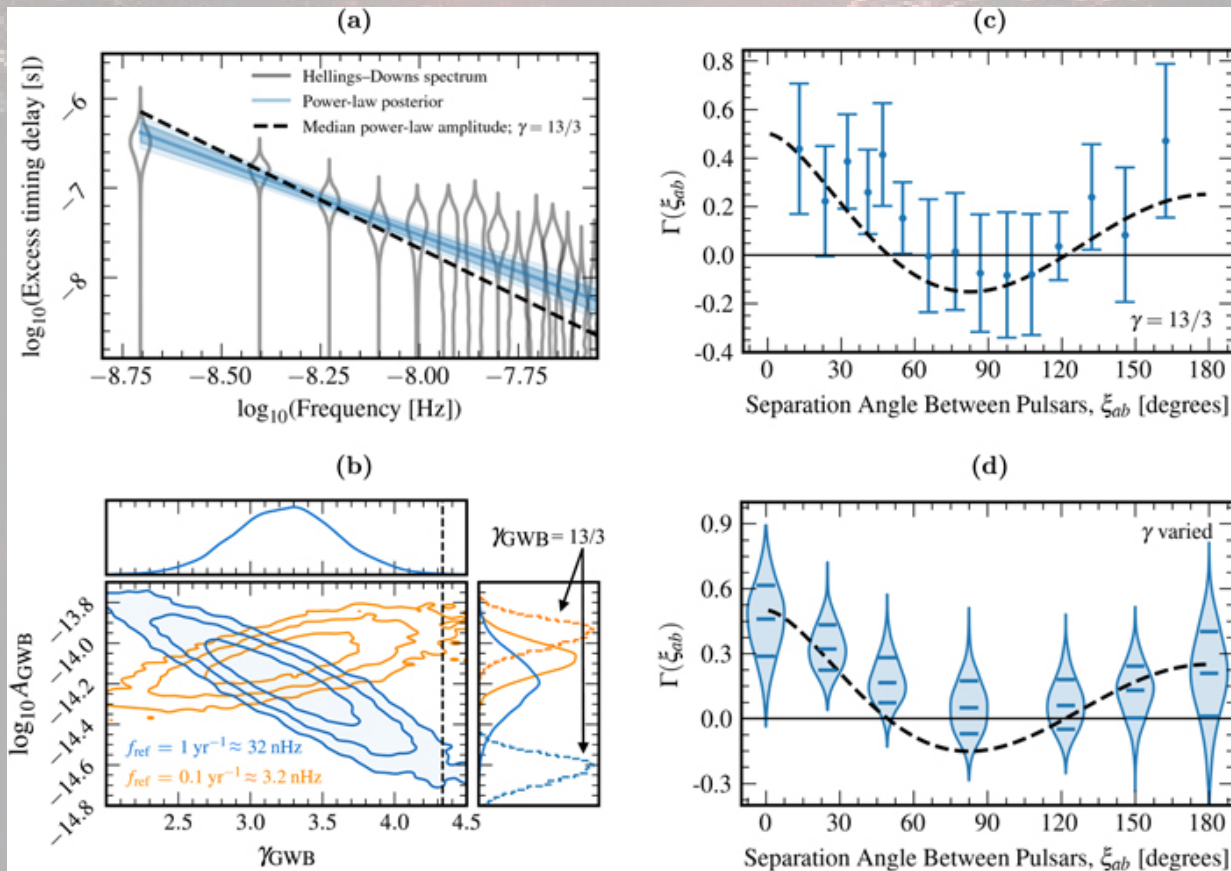 (a)
log₁₀(Excess timing delay [s])
−6
−7
−8
Hellings–Downs spectrum
Power-law posterior
Median power-law amplitude; γ = 13/3
−8.75 −8.50 −8.25 −8.00 −7.75
log₁₀(Frequency [Hz])
(c)
Γ(ξab)
0.8
0.6
0.4
0.2
0.0
−0.2
−0.4
γ = 13/3
0 30 60 90 120 150 180
Separation Angle Between Pulsars, ξab [degrees]
(b)
γGWB = 13/3
log₁₀ AGWB
−13.8
−14.0
−14.2
−14.4
−14.6
−14.8
fref = 1 yr⁻¹ ≈ 32 nHz
fref = 0.1 yr⁻¹ ≈ 3.2 nHz
2.5 3.0 3.5 4.0 4.5
γGWB
(d)
Γ(ξab)
0.9
0.6
0.3
0.0
−0.3
γ varied
0 30 60 90 120 150 180
Separation Angle Between Pulsars, ξab [degrees]